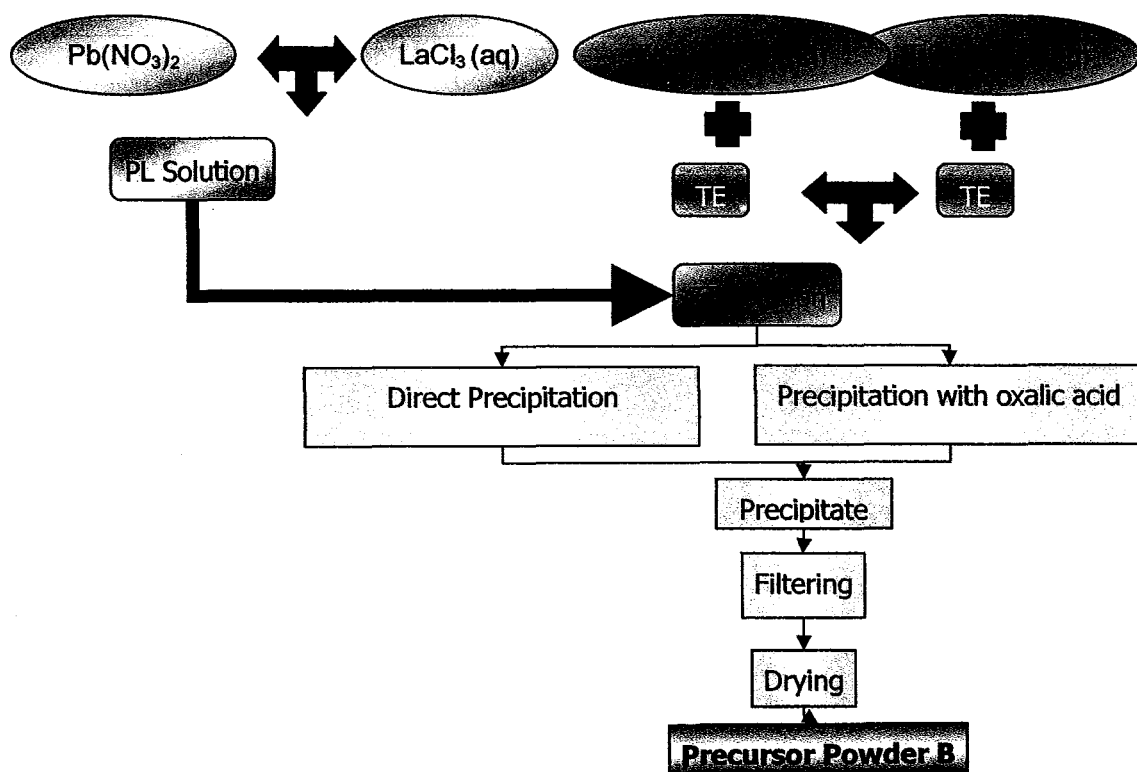 Pb(NO₃)₂
LaCl₃ (aq)
PL Solution
TE
TE
Direct Precipitation
Precipitation with oxalic acid
Precipitate
Filtering
Drying
Precursor Powder B